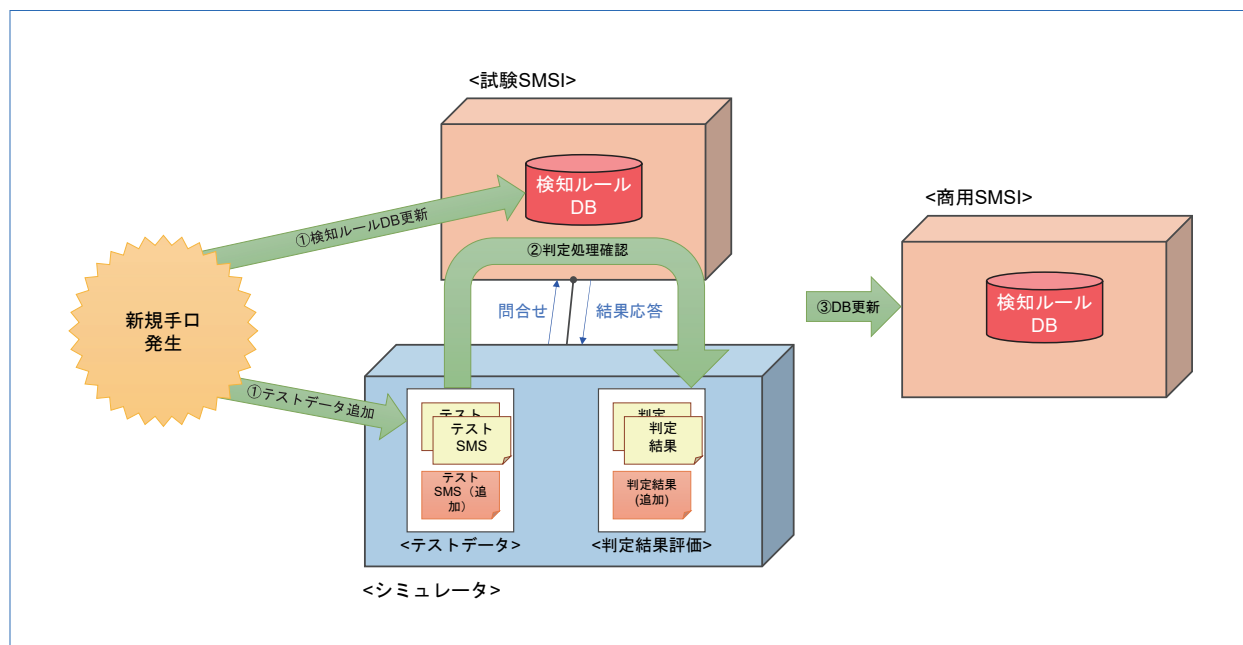 <試験SMSI>
検知ルール
DB
①検知ルールDB更新
②判定処理確認
<商用SMSI>
検知ルール
DB
新規手口
発生
問合せ
結果応答
③DB更新
①テストデータ追加
テスト
テスト
SMS
テスト
SMS（追
加）
<テストデータ>
判定
判定
結果
判定結果
(追加)
<判定結果評価>
<シミュレータ>